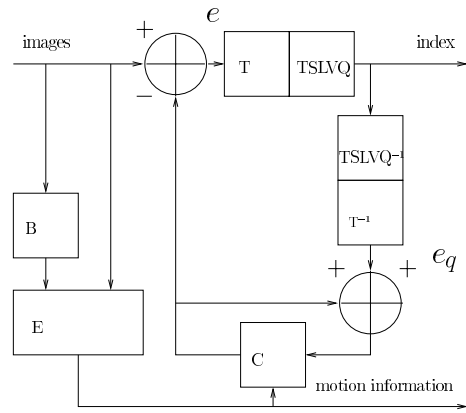 e
+
images
index
T
TSLVQ
−
TSLVQ⁻¹
B
T⁻¹
e_q
+
+
E
C
motion information